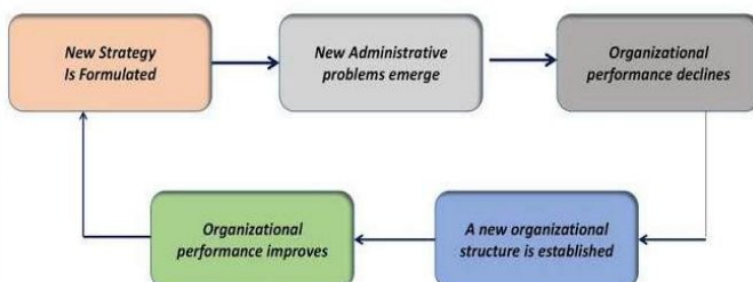 New Strategy
Is Formulated
New Administrative
problems emerge
Organizational
performance declines
A new organizational
structure is established
Organizational
performance improves